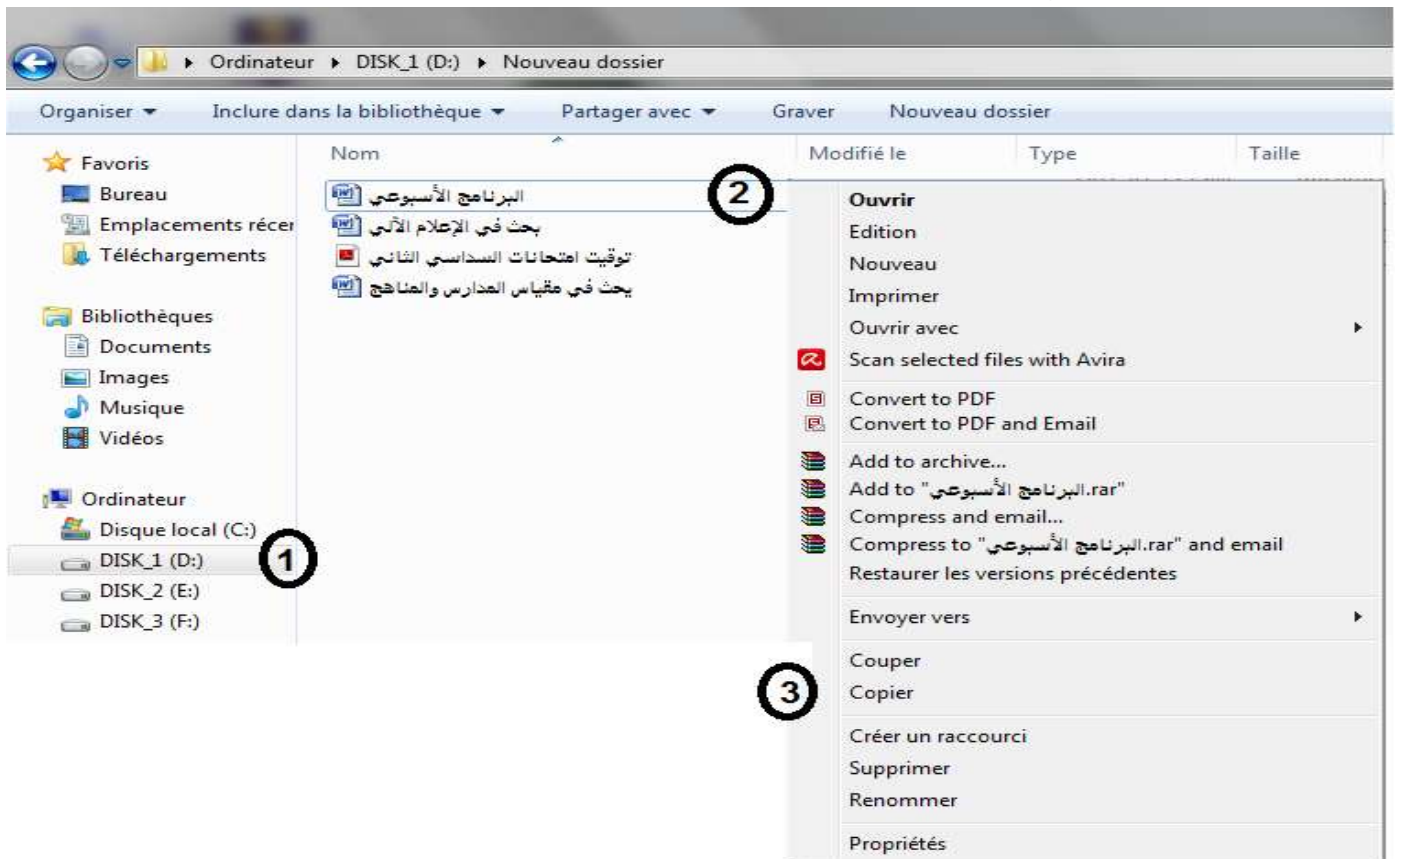 Ordinateur ▸ DISK_1 (D:) ▸ Nouveau dossier
Organiser Inclure dans la bibliothèque Partager avec Graver Nouveau dossier
Favoris
Bureau
Emplacements récer
Téléchargements
Bibliothèques
Documents
Images
Musique
Vidéos
Ordinateur
Disque local (C:)
DISK_1 (D:)
1
DISK_2 (E:)
DISK_3 (F:)
Nom Modifié le Type Taille
البرنامج الأسبوعي
2
بحث في الإعلام الآلي
توقيت امتحانات السداسي الثاني
يحث في مقياس المدارس والمناهج
Ouvrir
Edition
Nouveau
Imprimer
Ouvrir avec
Scan selected files with Avira
Convert to PDF
Convert to PDF and Email
Add to archive...
Add to "البرنامج الأسبوعي.rar"
Compress and email...
Compress to "البرنامج الأسبوعي.rar" and email
Restaurer les versions précédentes
Envoyer vers
Couper
3
Copier
Créer un raccourci
Supprimer
Renommer
Propriétés